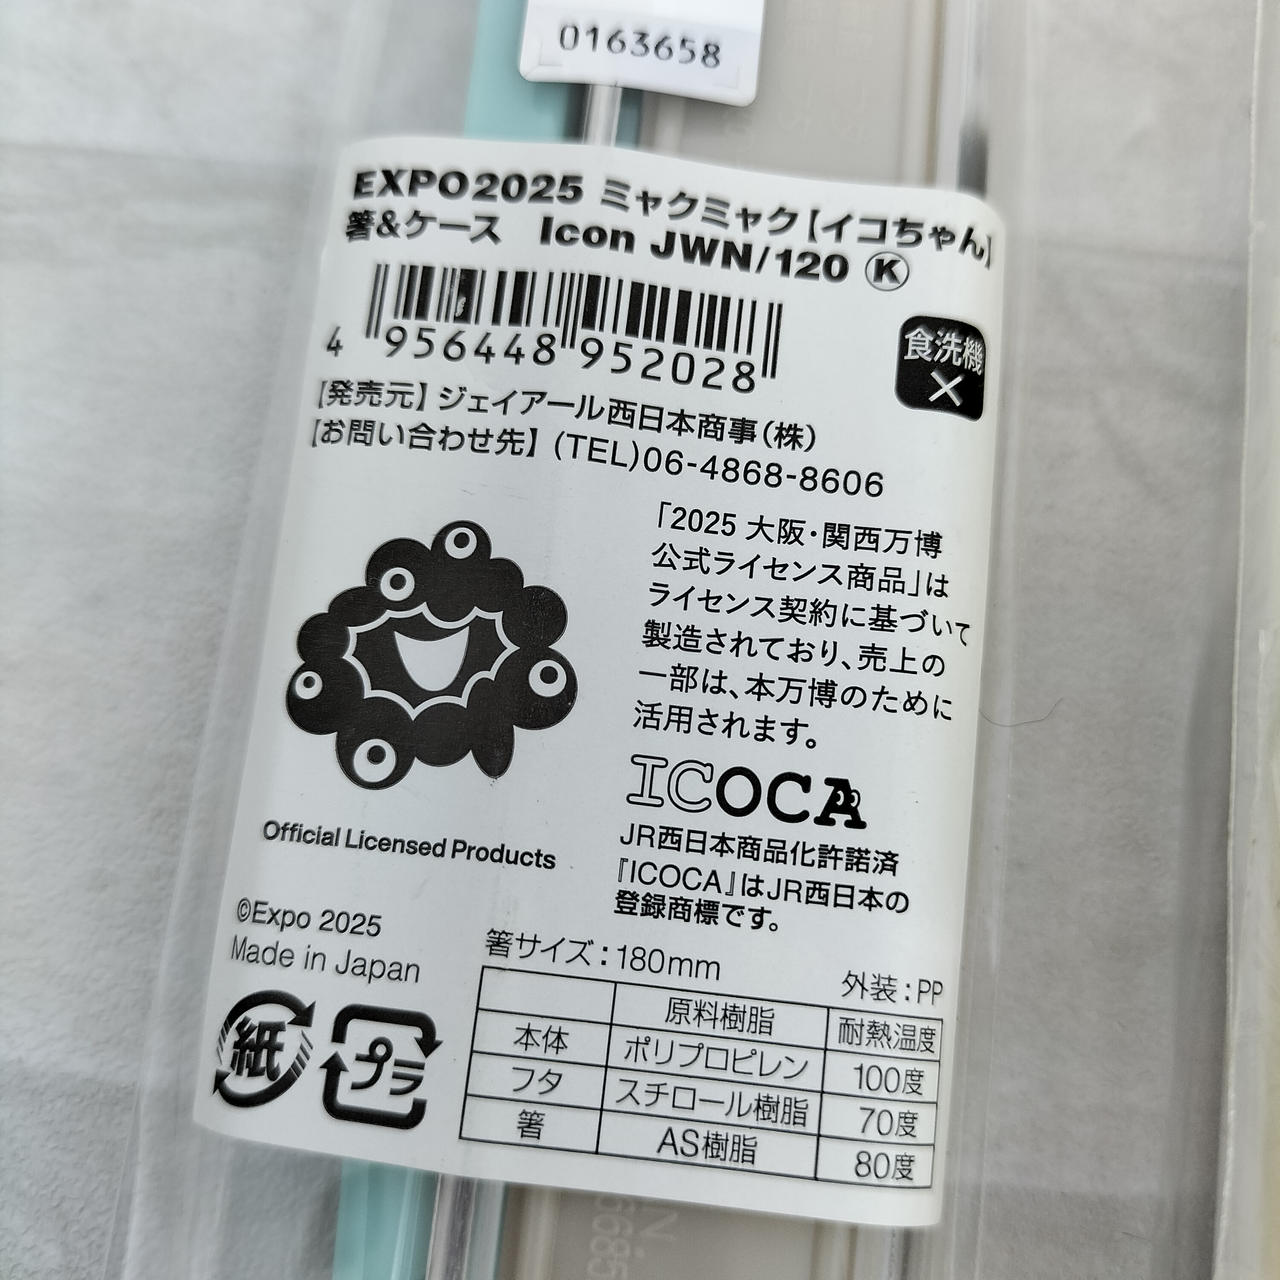 0163658
EXPO2025 ミャクミャク【イコちゃん】
箸&ケース Icon JWN/120 Ⓚ
4 956448 952028
食洗機
×
【発売元】ジェイアール西日本商事(株)
【お問い合わせ先】(TEL)06-4868-8606
「2025 大阪・関西万博
公式ライセンス商品」は
ライセンス契約に基づいて
製造されており、売上の
一部は、本万博のために
活用されます。
Official Licensed Products
ICOCA
JR西日本商品化許諾済
『ICOCA』はJR西日本の
登録商標です。
©Expo 2025
Made in Japan
紙 プラ
箸サイズ:180mm 外装:PP
原料樹脂 耐熱温度
本体 ポリプロピレン 100度
フタ スチロール樹脂 70度
箸 AS樹脂 80度